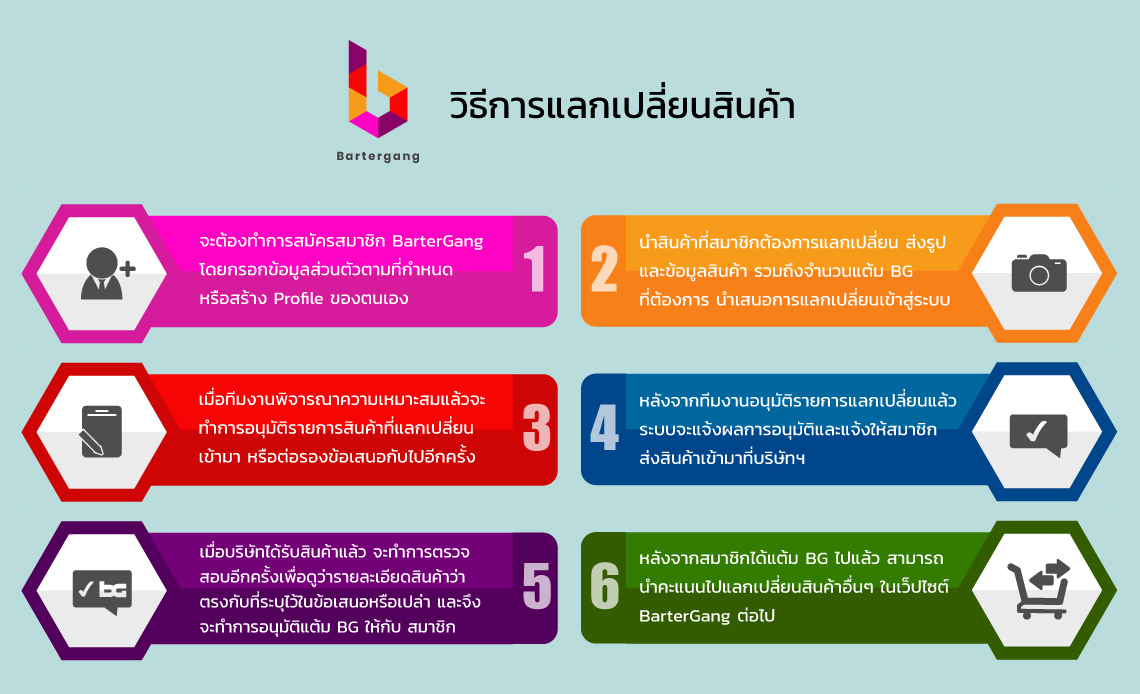 Bartergang
วิธีการแลกเปลี่ยนสินค้า
จะต้องทำการสมัครสมาชิก BarterGang
โดยกรอกข้อมูลส่วนตัวตามที่กำหนด
หรือสร้าง Profile ของตนเอง
1
2
นำสินค้าที่สมาชิกต้องการแลกเปลี่ยน ส่งรูป
และข้อมูลสินค้า รวมถึงจำนวนแต้ม BG
ที่ต้องการ นำเสนอการแลกเปลี่ยนเข้าสู่ระบบ
เมื่อทีมงานพิจารณาความเหมาะสมแล้วจะ
ทำการอนุมัติรายการสินค้าที่แลกเปลี่ยน
เข้ามา หรือต่อรองข้อเสนอกับไปอีกครั้ง
3
4
หลังจากทีมงานอนุมัติรายการแลกเปลี่ยนแล้ว
ระบบจะแจ้งผลการอนุมัติและแจ้งให้สมาชิก
ส่งสินค้าเข้ามาที่บริษัทฯ
bG
เมื่อบริษัทได้รับสินค้าแล้ว จะทำการตรวจ
สอบอีกครั้งเพื่อดูว่ารายละเอียดสินค้าว่า
ตรงกับที่ระบุไว้ในข้อเสนอหรือเปล่า และจึง
จะทำการอนุมัติแต้ม BG ให้กับ สมาชิก
5
6
หลังจากสมาชิกได้แต้ม BG ไปแล้ว สามารถ
นำคะแนนไปแลกเปลี่ยนสินค้าอื่นๆ ในเว็ปไซต์
BarterGang ต่อไป